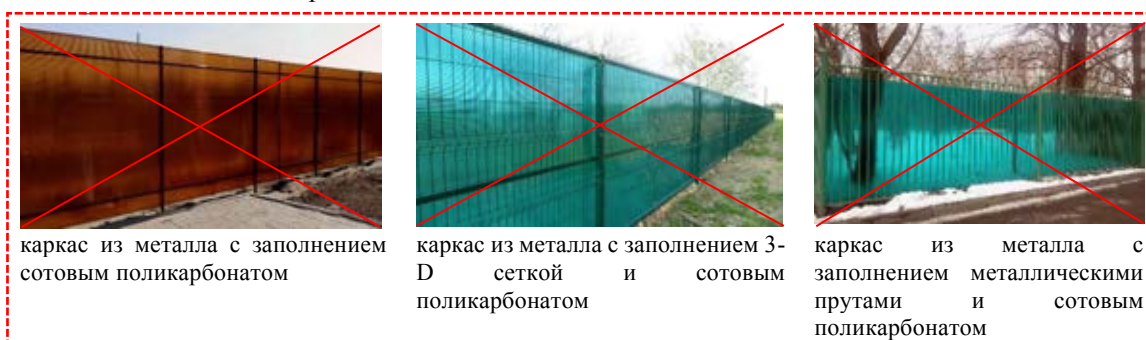 каркас из металла с заполнением
сотовым поликарбонатом
каркас из металла с заполнением 3-
D сеткой и сотовым
поликарбонатом
каркас из металла с
заполнением металлическими
прутами и сотовым
поликарбонатом